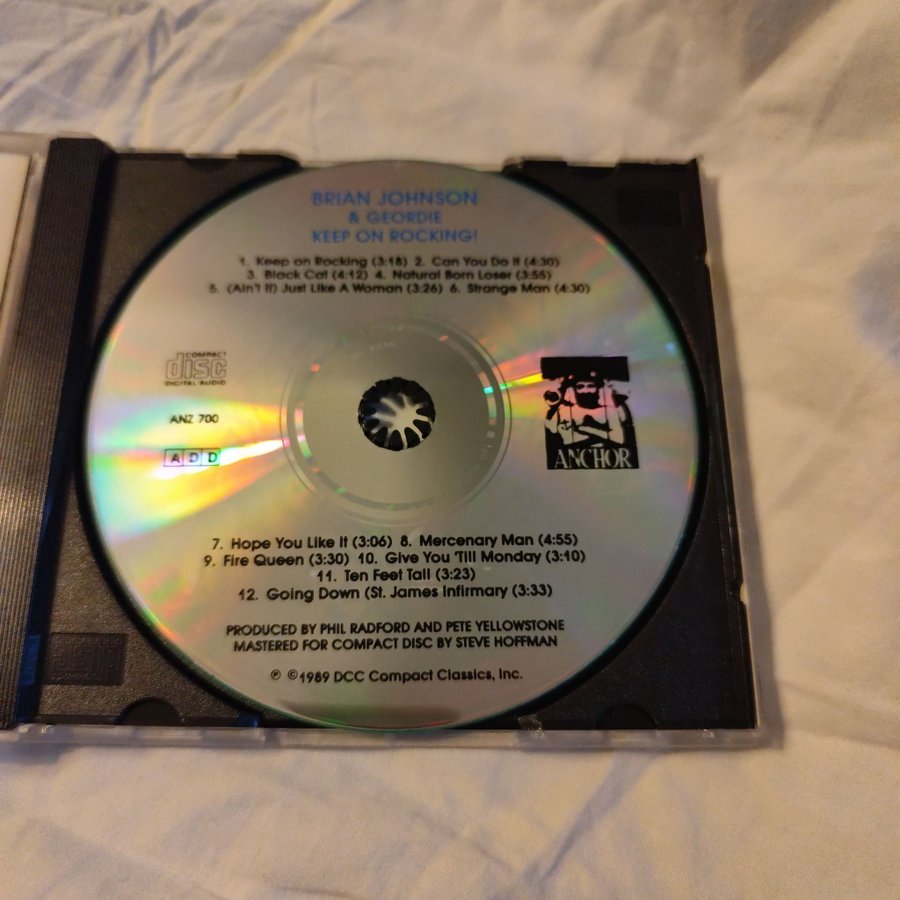 BRIAN JOHNSON
& GEORDIE
KEEP ON ROCKING!
1. Keep on Rocking (3:18) 2. Can You Do It (4:30)
3. Black Cat (4:12) 4. Natural Born Loser (3:55)
5. (Ain't It) Just Like A Woman (3:26) 6. Strange Man (4:30)
COMPACT
disc
DIGITAL AUDIO
ANZ 700
A D D
ANCHOR
7. Hope You Like It (3:06) 8. Mercenary Man (4:55)
9. Fire Queen (3:30) 10. Give You 'Till Monday (3:10)
11. Ten Feet Tall (3:23)
12. Going Down (St. James Infirmary (3:33)
PRODUCED BY PHIL RADFORD AND PETE YELLOWSTONE
MASTERED FOR COMPACT DISC BY STEVE HOFFMAN
℗ ©1989 DCC Compact Classics, Inc.